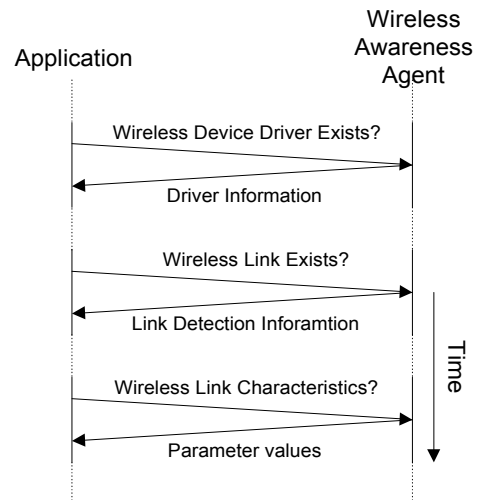 Application
Wireless
Awareness
Agent
Wireless Device Driver Exists?
Driver Information
Wireless Link Exists?
Link Detection Inforamtion
Time
Wireless Link Characteristics?
Parameter values